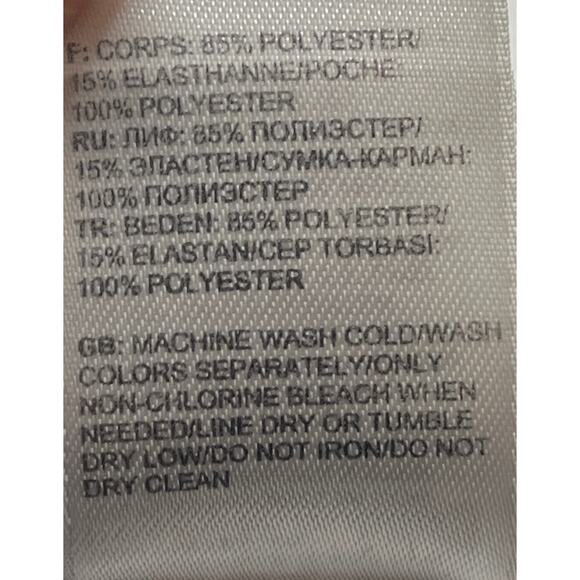 F: CORPS: 85% POLYESTER/
15% ELASTHANNE/POCHE:
100% POLYESTER
RU: ЛИФ: 85% ПОЛИЭСТЕР/
15% ЭЛАСТЕН/СУМКА-КАРМАН:
100% ПОЛИЭСТЕР
TR: BEDEN: 85% POLYESTER/
15% ELASTAN/CEP TORBASI:
100% POLYESTER
GB: MACHINE WASH COLD/WASH
COLORS SEPARATELY/ONLY
NON-CHLORINE BLEACH WHEN
NEEDED/LINE DRY OR TUMBLE
DRY LOW/DO NOT IRON/DO NOT
DRY CLEAN